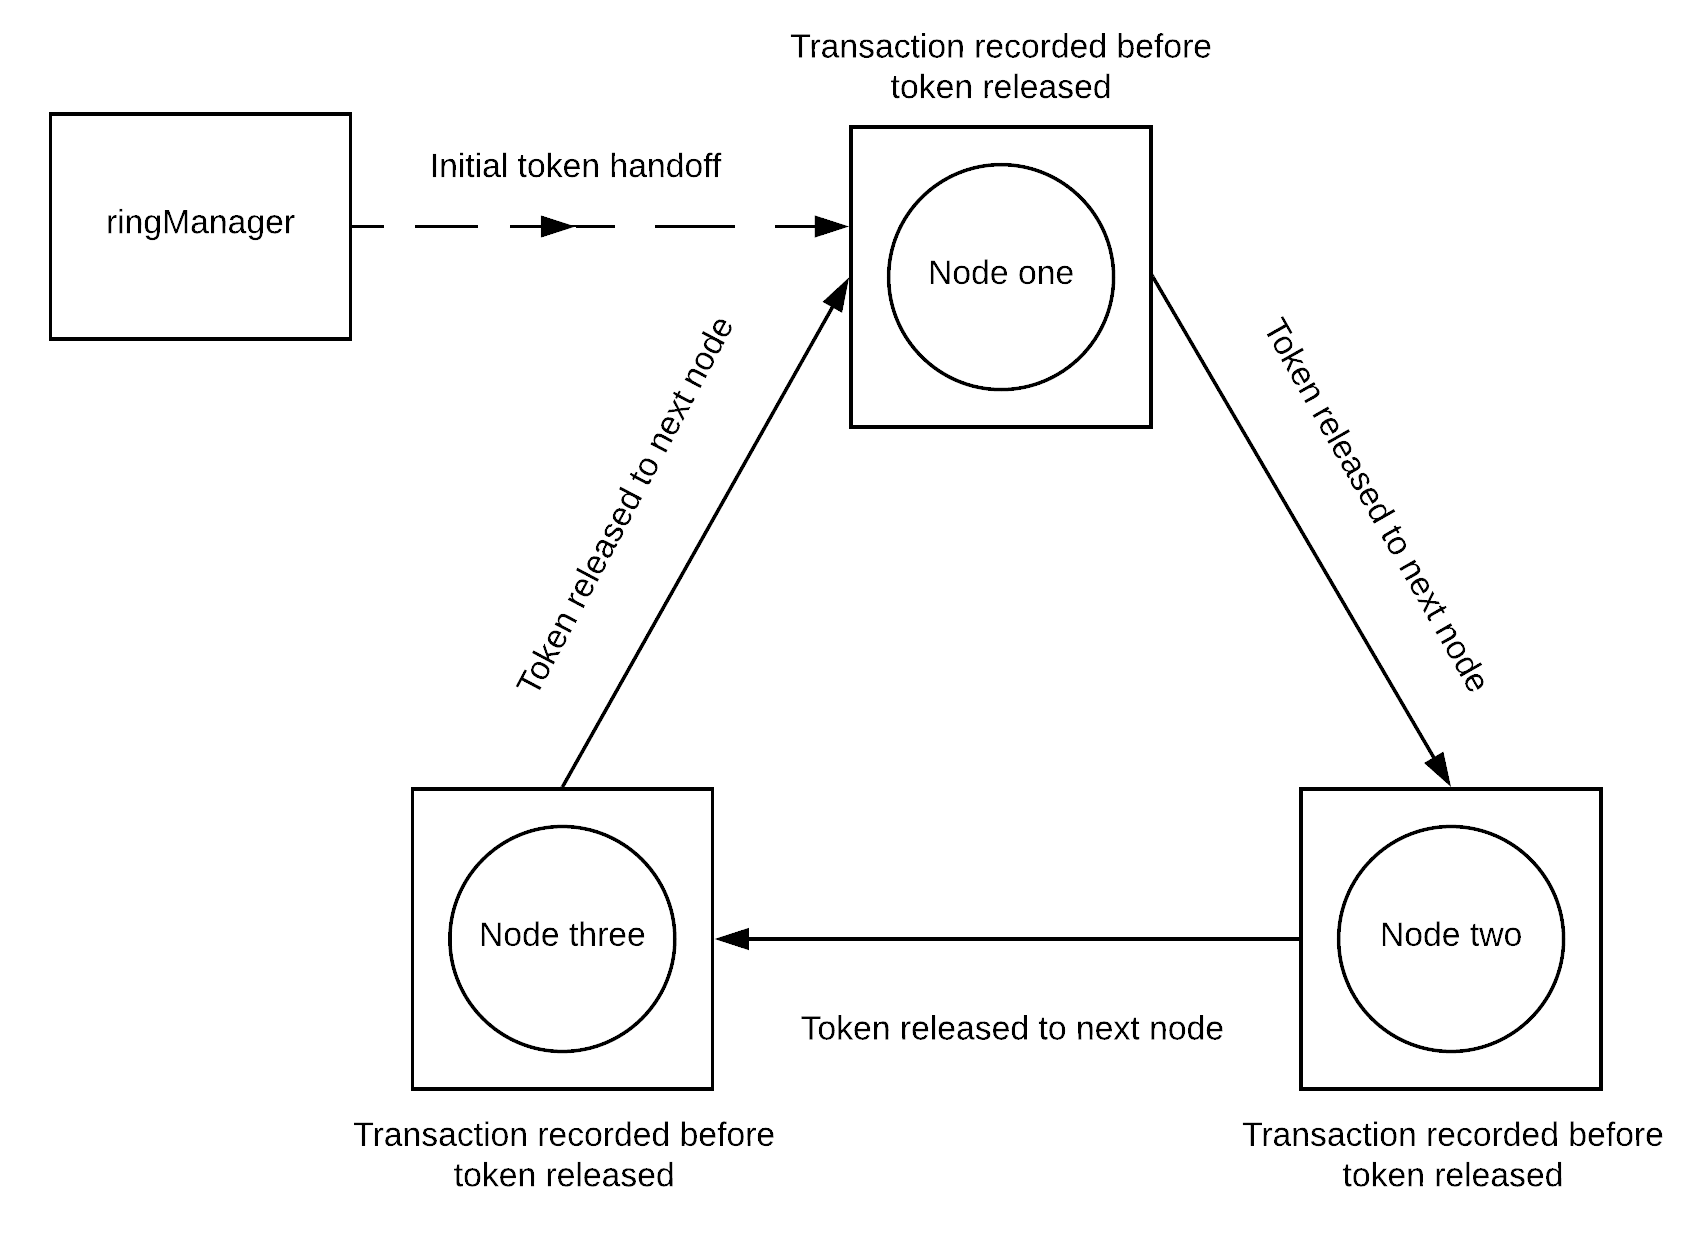 Transaction recorded before
token released
Initial token handoff
ringManager
Node one
Token released to next node
Token released to next node
Node three
Node two
Token released to next node
Transaction recorded before
token released
Transaction recorded before
token released